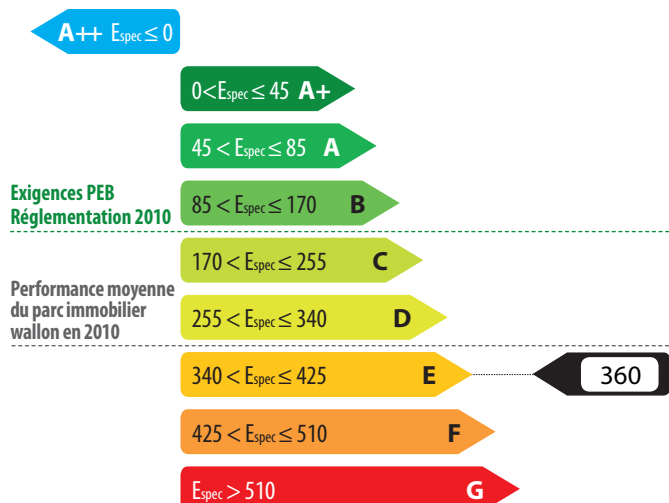 A++ Espec ≤ 0
0<Espec ≤ 45 A+
45 < Espec ≤ 85 A
Exigences PEB
Réglementation 2010
85 < Espec ≤ 170 B
170 < Espec ≤ 255 C
Performance moyenne
du parc immobilier
wallon en 2010
255 < Espec ≤ 340 D
340 < Espec ≤ 425 E
360
425 < Espec ≤ 510 F
Espec > 510 G